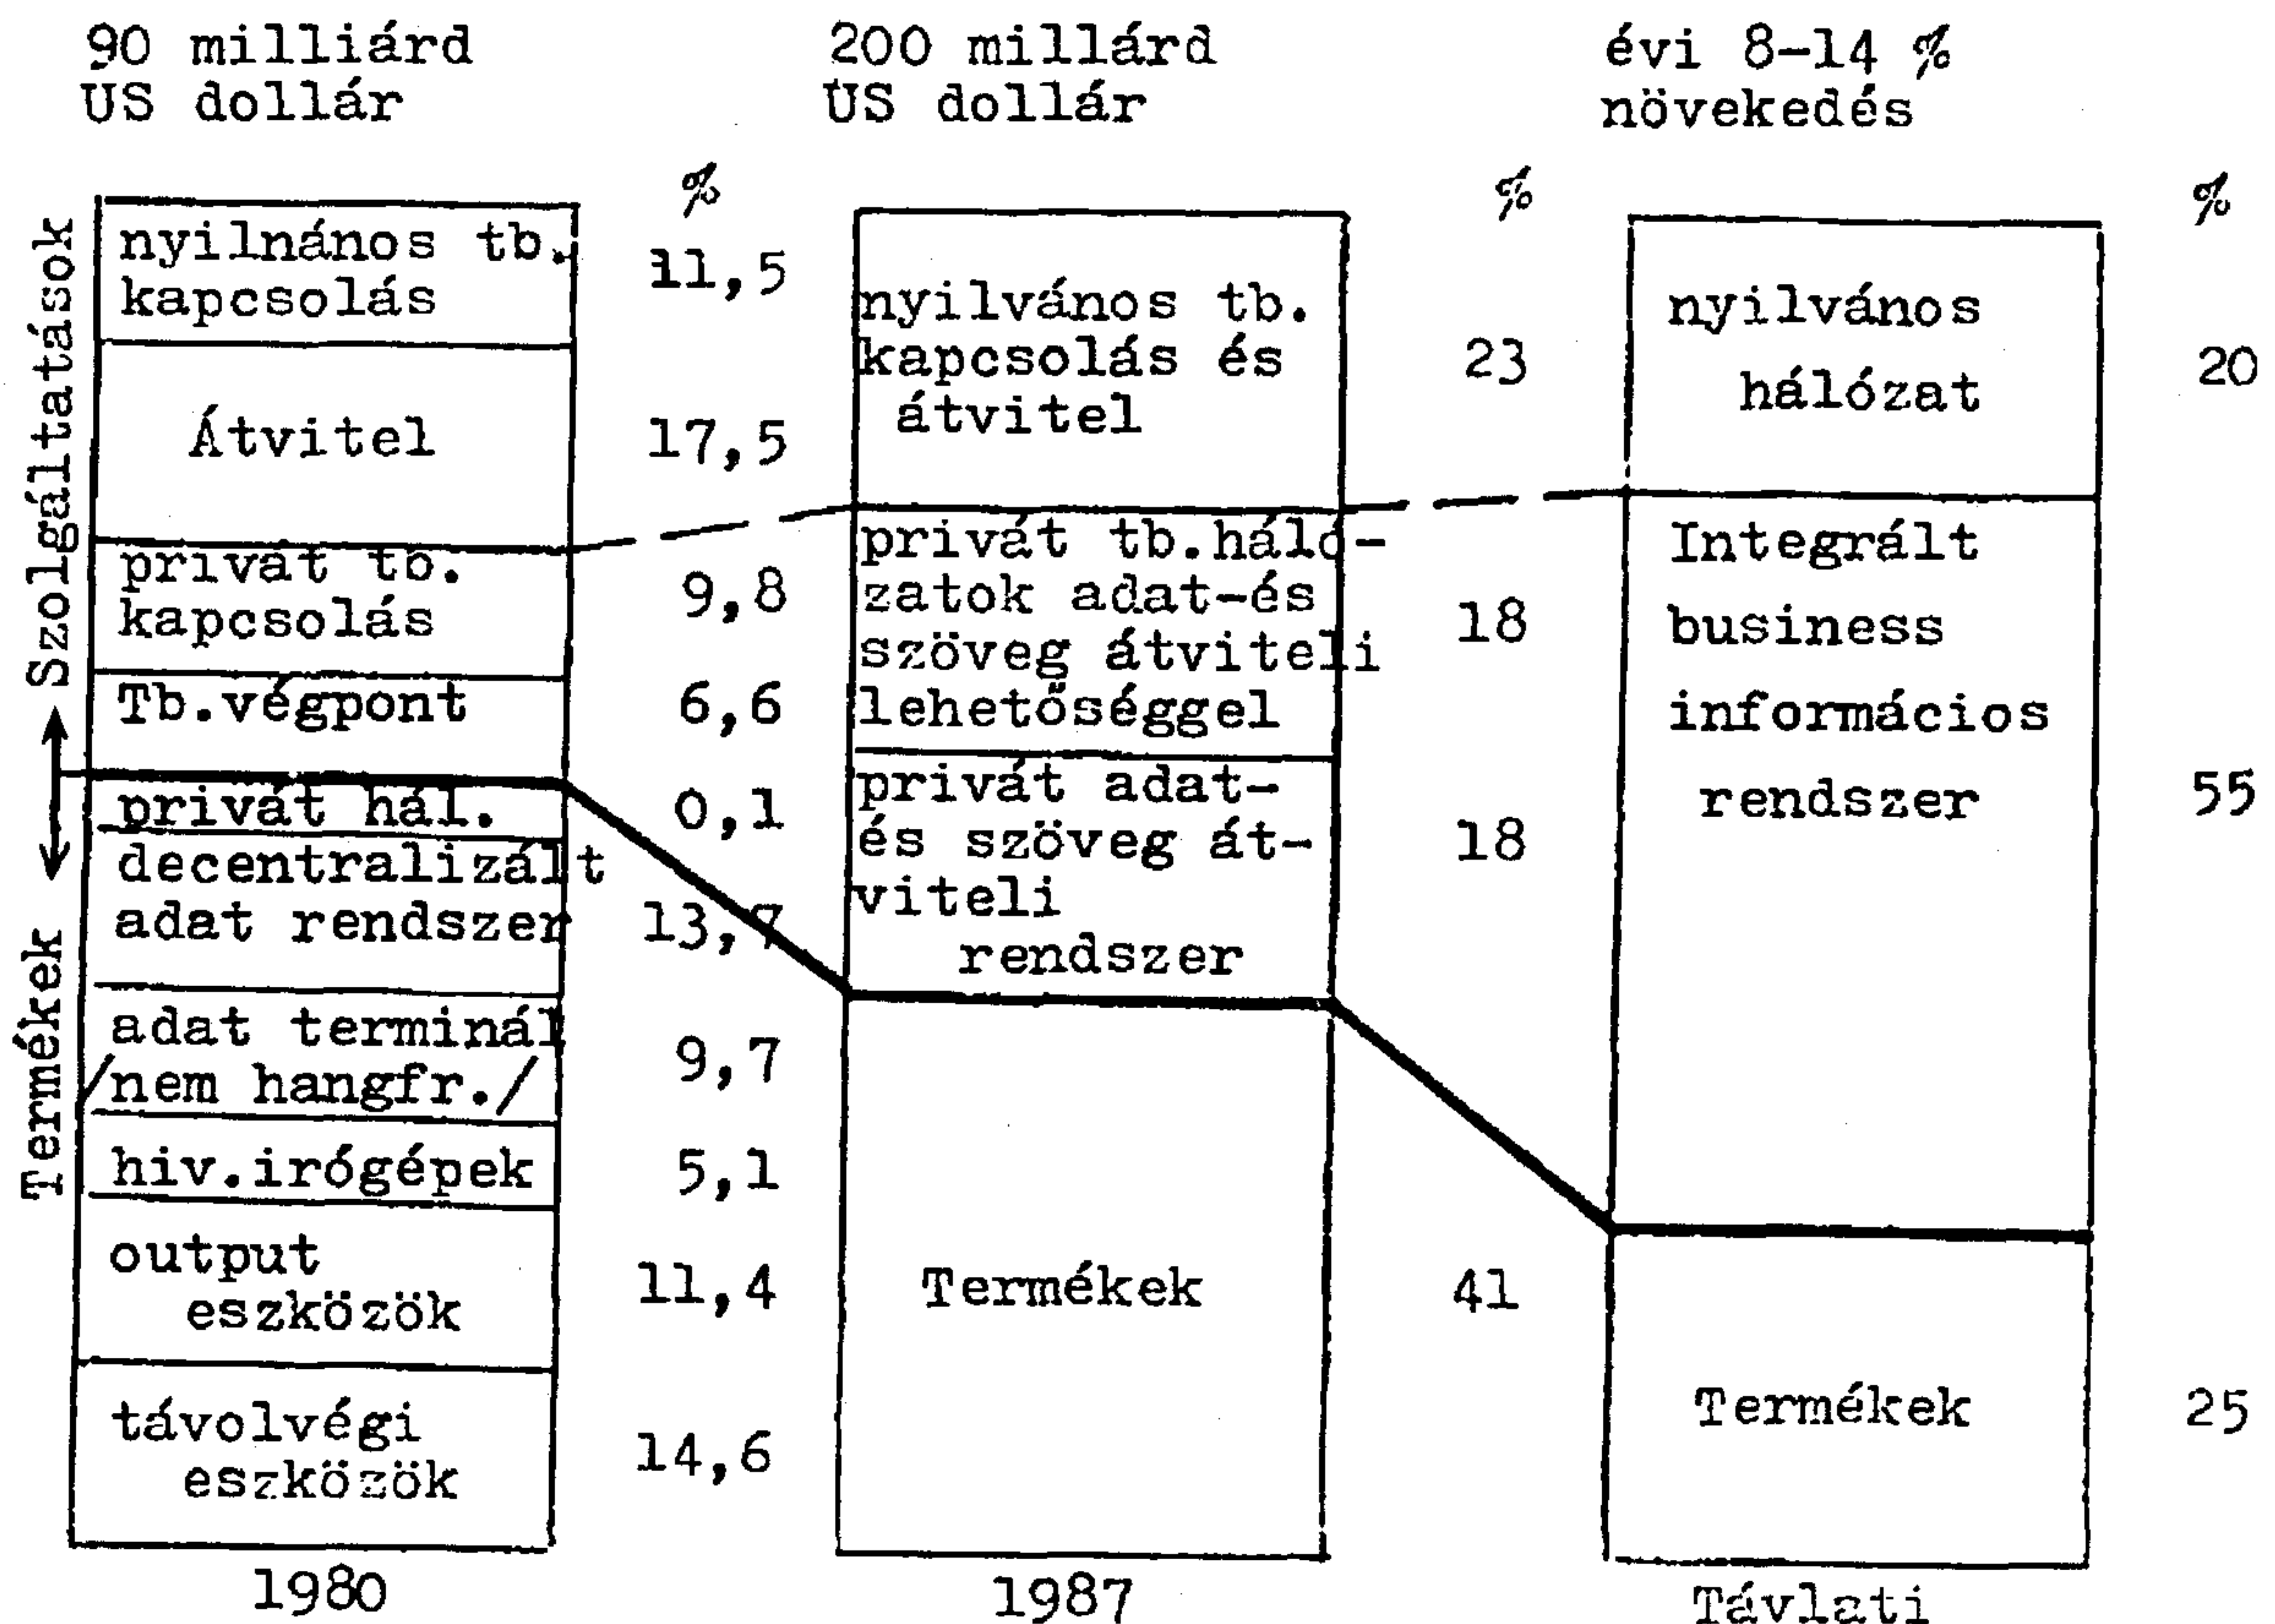 90 milliárd
US dollár
200 millárd
US dollár
évi 8-14 %
növekedés
Szolgáltatások
Termékek
%
nyilnános tb.
kapcsolás
11,5
Átvitel
17,5
privát tb.
kapcsolás
9,8
Tb.végpont
6,6
privát hál.
0,1
decentralizált
adat rendszer
13,7
adat terminál
/nem hangfr./
9,7
hiv.irógépek
5,1
output
eszközök
11,4
távolvégi
eszközök
14,6
1980
%
nyilvános tb.
kapcsolás és
átvitel
23
privát tb.háló-
zatok adat-és
szöveg átviteli
lehetőséggel
18
privát adat-
és szöveg át-
viteli
rendszer
18
Termékek
41
1987
%
nyilvános
hálózat
20
Integrált
business
információs
rendszer
55
Termékek
25
Távlati